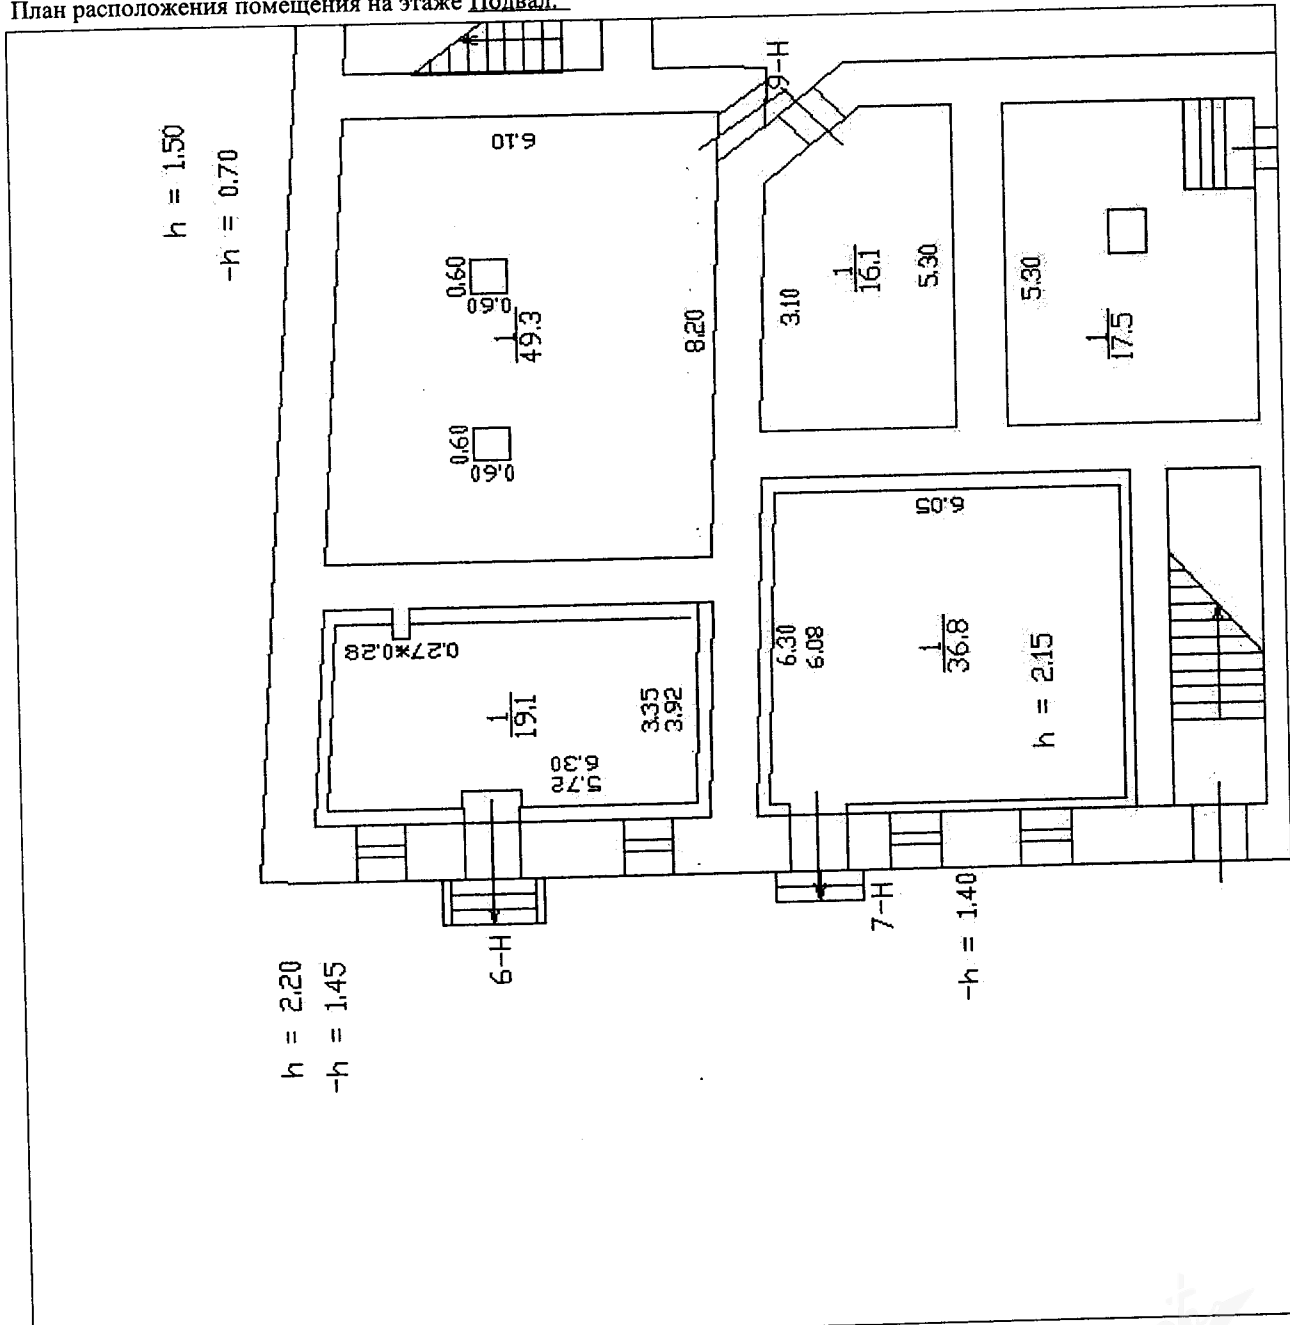 План расположения помещения на этаже Подвал.
h = 1.50
-h = 0.70
6.10
9-Н
0.60
0.60
1
49.3
8.20
0.60
0.60
3.10
1
16.1
5.30
5.30
1
17.5
6.05
0.27*0.28
1
19.1
3.35
3.92
6.30
5.72
6.30
6.08
1
36.8
h = 2.15
6-Н
7-Н
-h = 1.40
h = 2.20
-h = 1.45